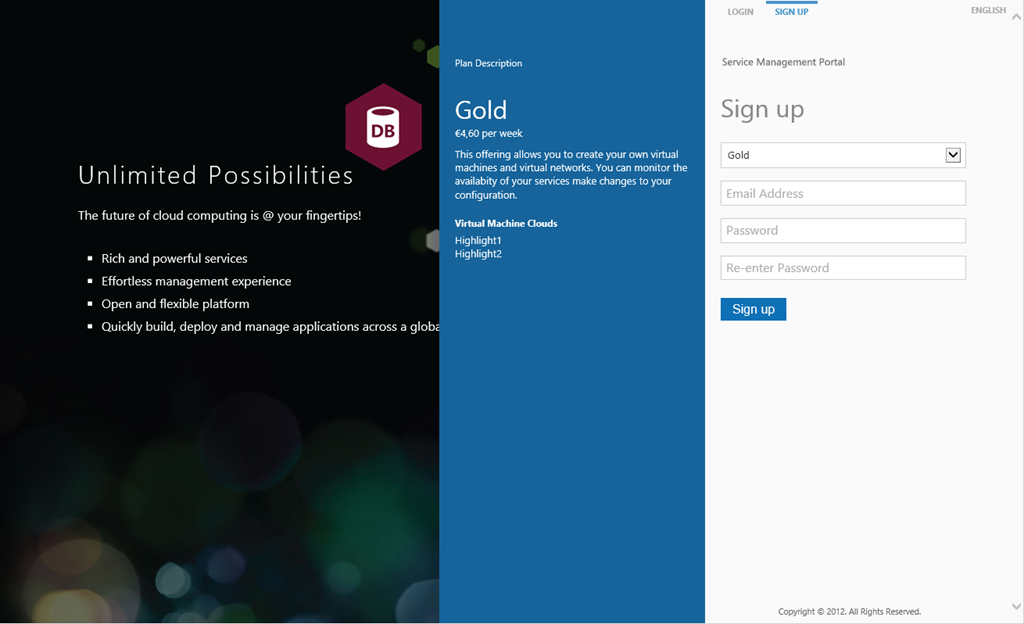 DB
Unlimited Possibilities
The future of cloud computing is @ your fingertips!
Rich and powerful services
Effortless management experience
Open and flexible platform
Quickly build, deploy and manage applications across a globa
Plan Description
Gold
€4,60 per week
This offering allows you to create your own virtual
machines and virtual networks. You can monitor the
availabity of your services make changes to your
configuration.
Virtual Machine Clouds
Highlight1
Highlight2
LOGIN SIGN UP ENGLISH
Service Management Portal
Sign up
Gold
Email Address
Password
Re-enter Password
Sign up
Copyright © 2012. All Rights Reserved.